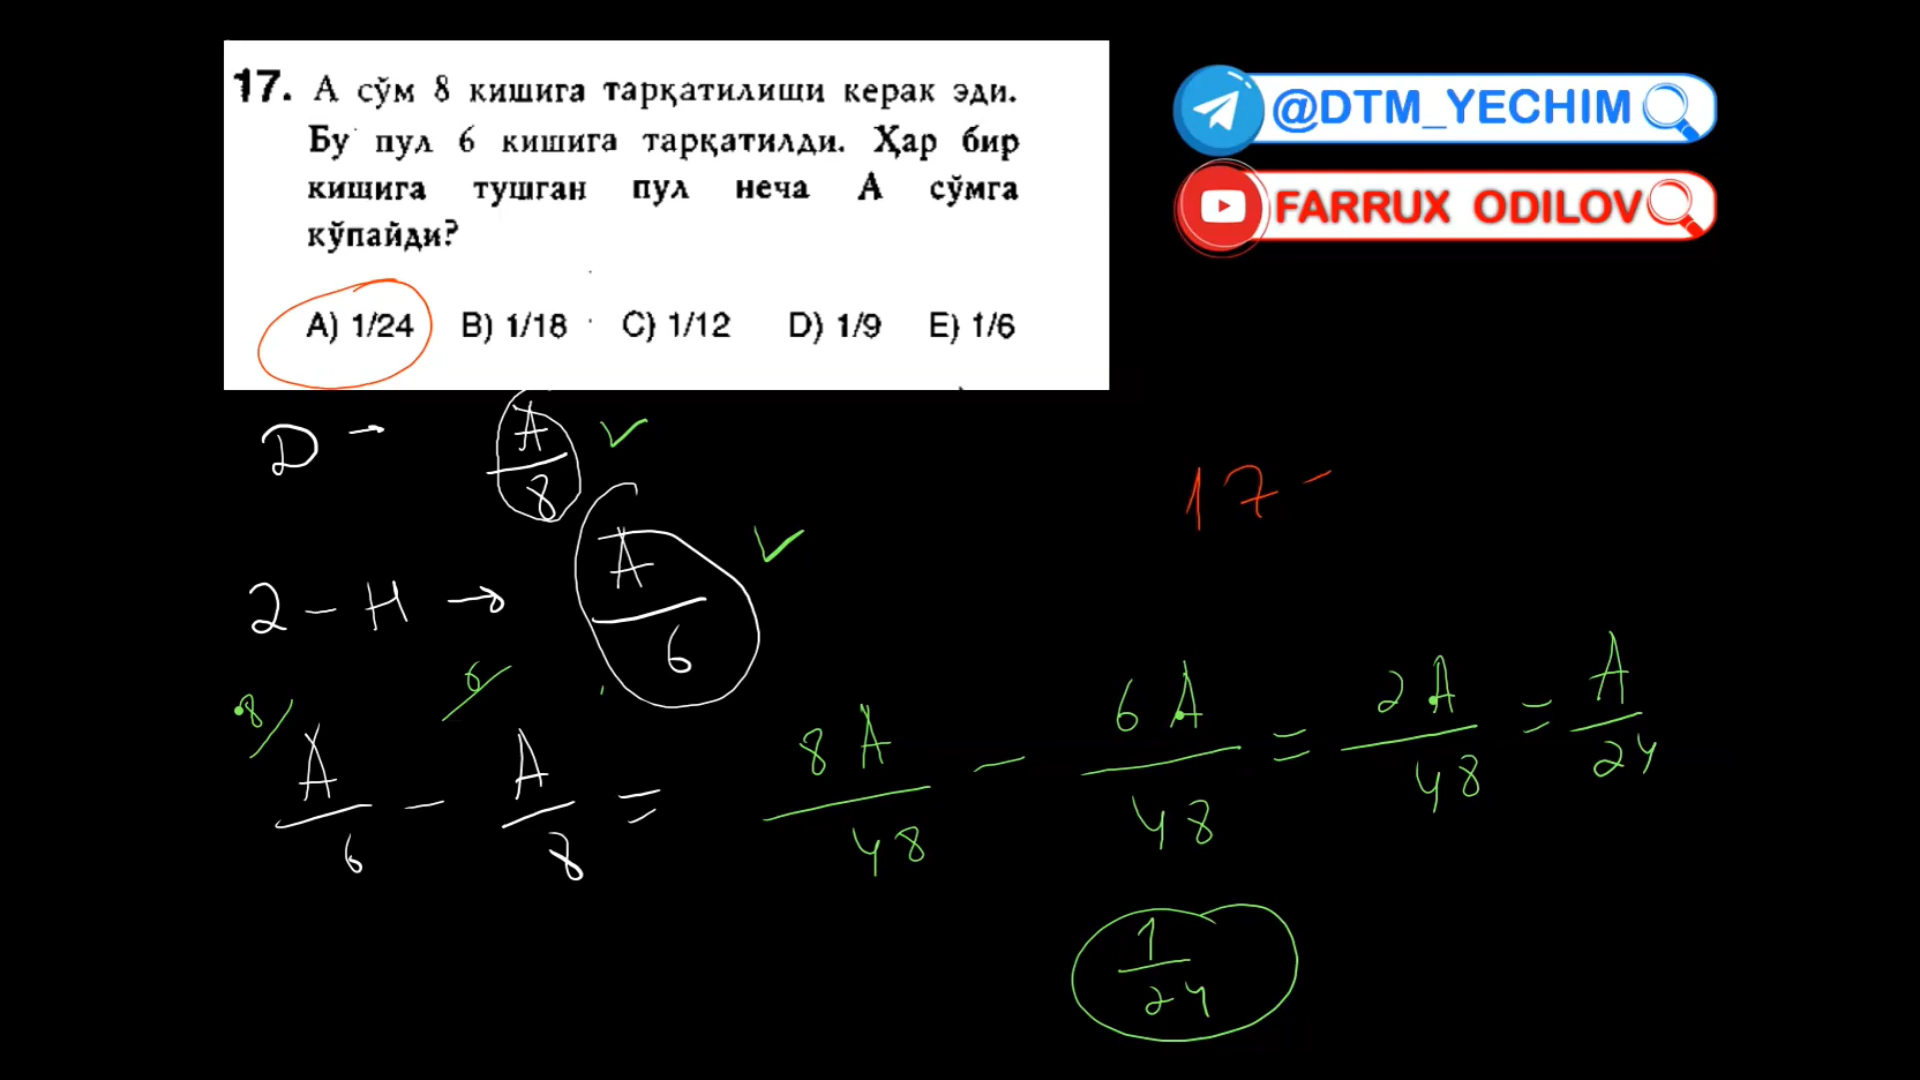 17. А сўм 8 кишига тарқатилиши керак эди.
Бу пул 6 кишига тарқатилди. Ҳар бир
кишига тушган пул неча А сўмга
кўпайди?
A) 1/24 B) 1/18 C) 1/12 D) 1/9 E) 1/6
@DTM_YECHIM
FARRUX ODILOV
D → A/8
17 -
2 - H → A/6
8/ 6/
A/6 - A/8 = 8A/48 - 6A/48 = 2A/48 = A/24
1/24